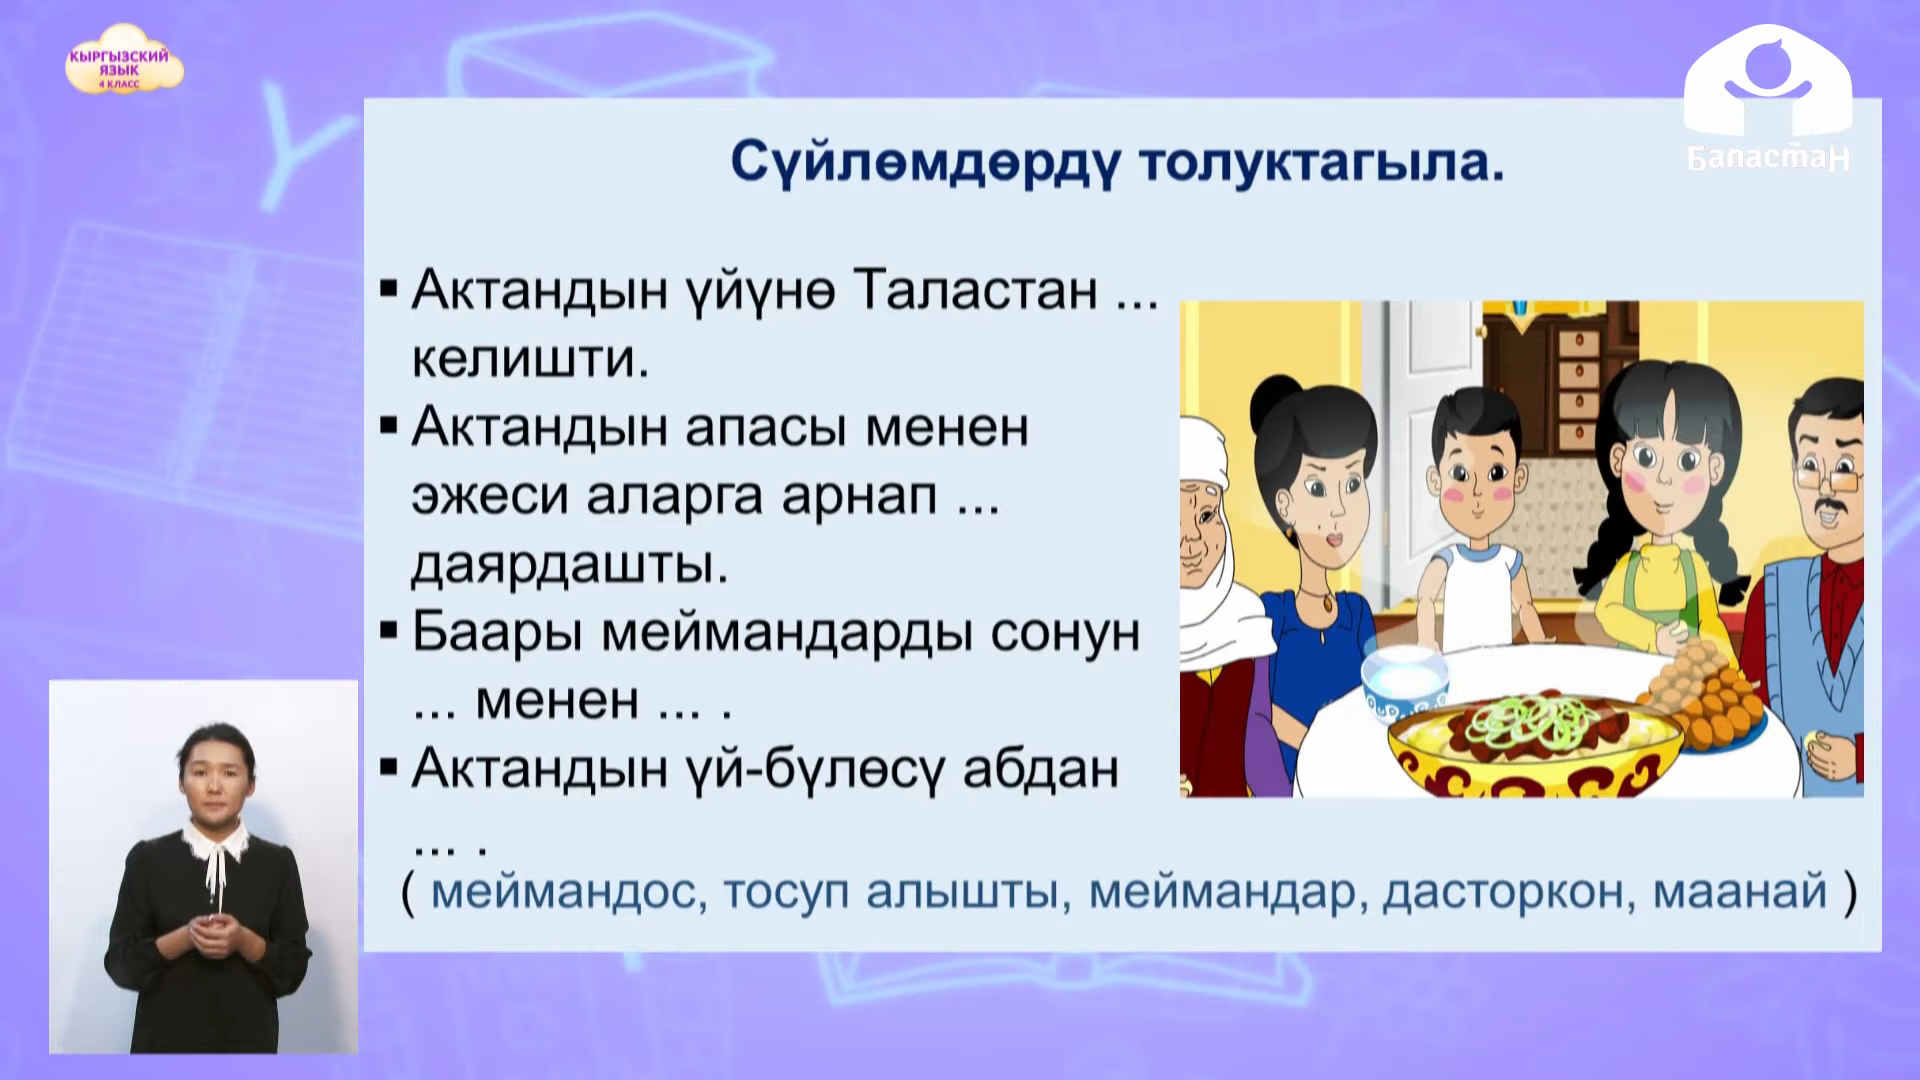 КЫРГЫЗСКИЙ
ЯЗЫК
4 КЛАСС
Баластан
Сүйлөмдөрдү толуктагыла.
▪ Актандын үйүнө Таластан ...
келишти.
▪ Актандын апасы менен
эжеси аларга арнап ...
даярдашты.
▪ Баары меймандарды сонун
... менен ... .
▪ Актандын үй-бүлөсү абдан
... .
( меймандос, тосуп алышты, меймандар, дасторкон, маанай )